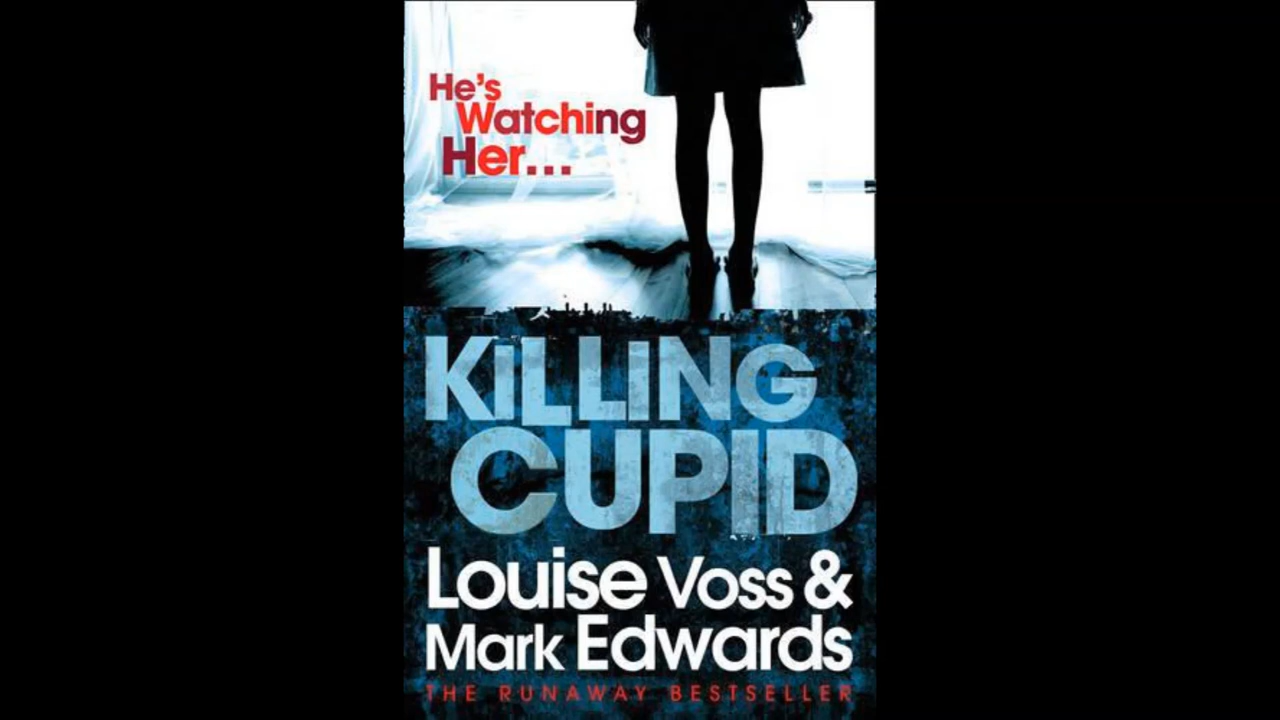 He's
Watching
Her...
KiLLiNG
CUPID
Louise Voss &
Mark Edwards
THE RUNAWAY BESTSELLER